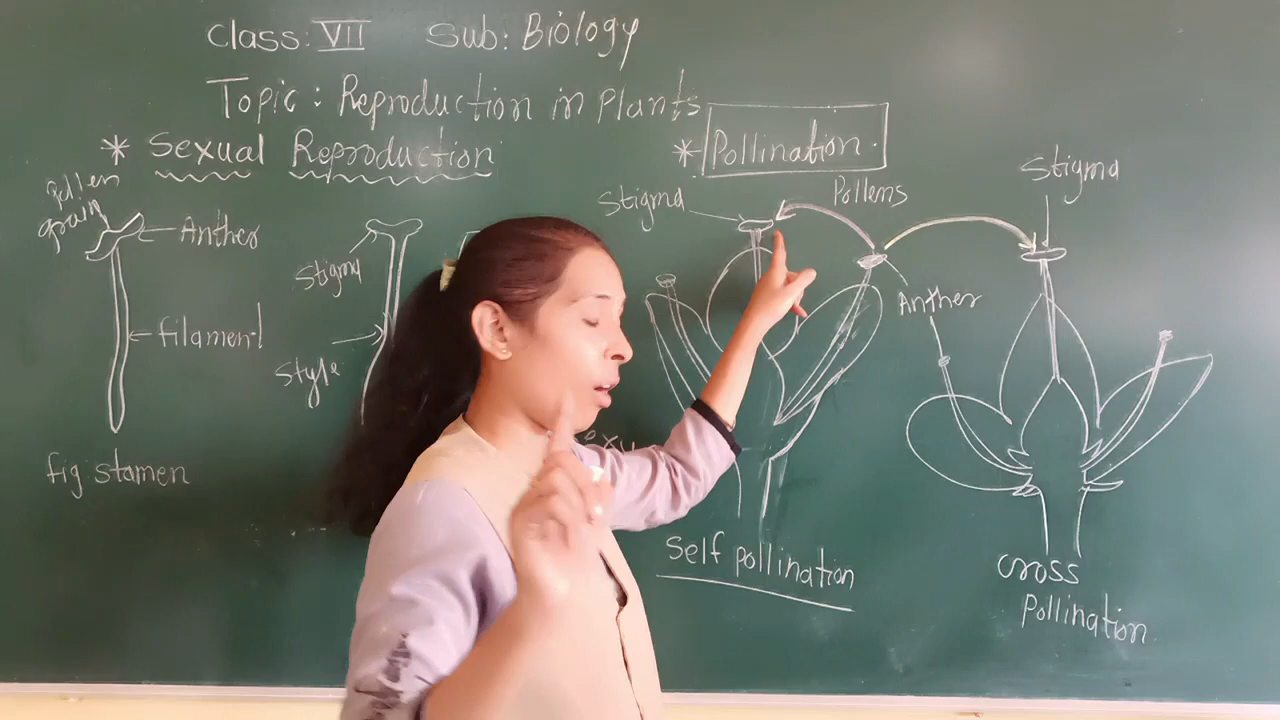 Class: VII Sub: Biology
Topic: Reproduction in Plants
* Sexual Reproduction
* Pollination.
Pollen
grain
Anther
filament
fig stamen
Stigma
Style
Stigma
Pollens
Anther
Self pollination
Stigma
Cross
Pollination